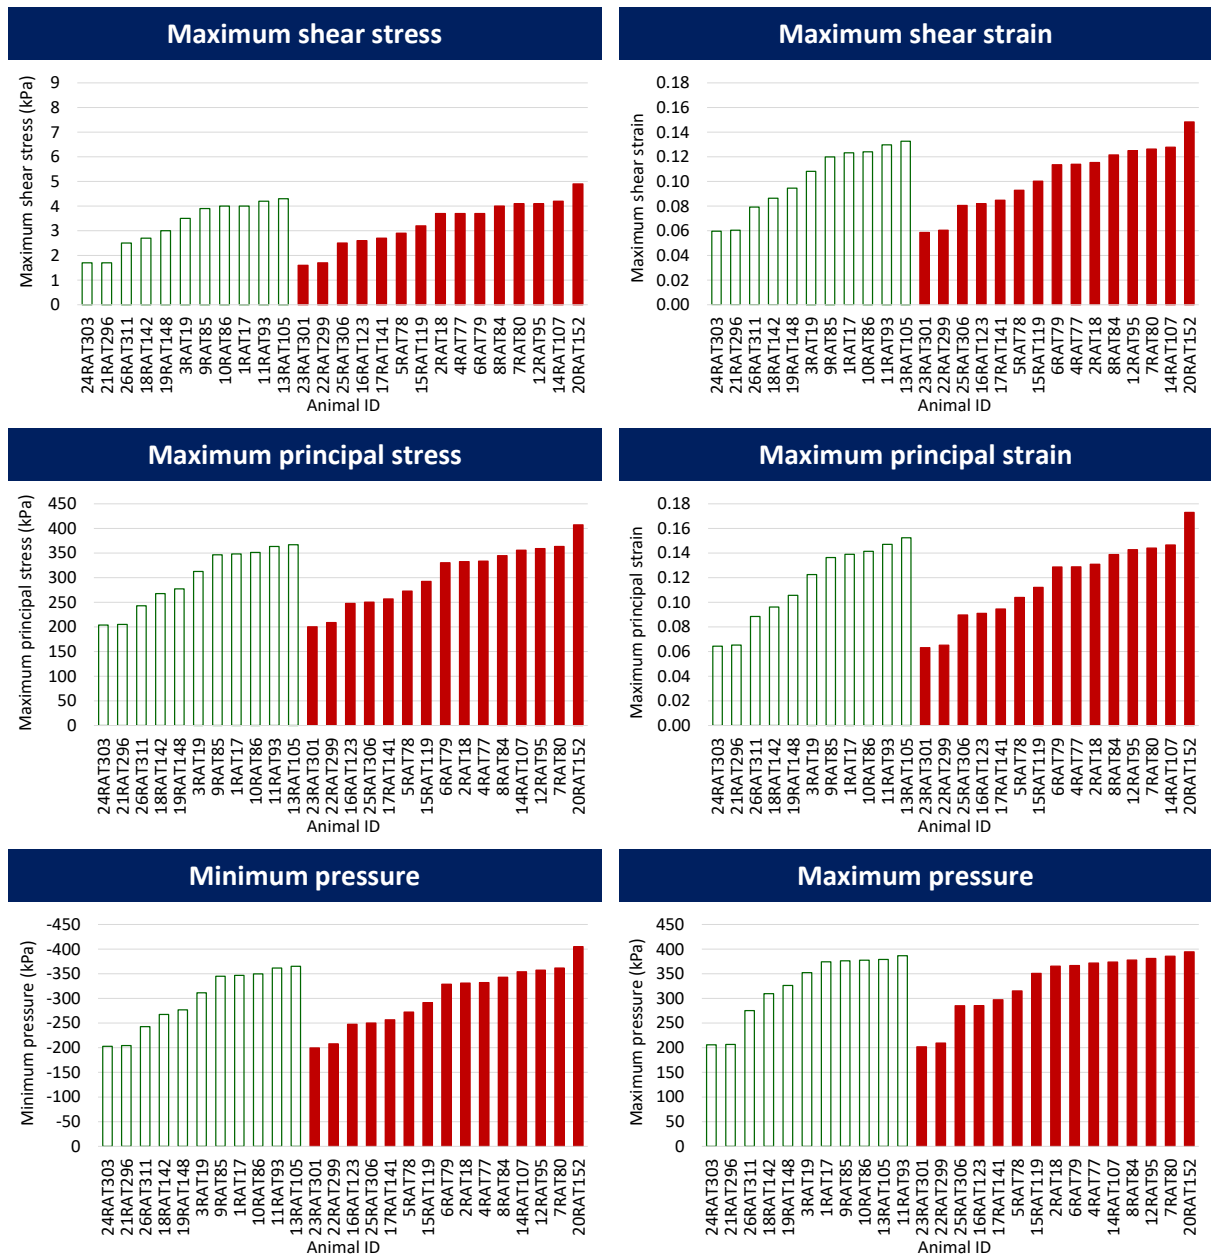 Maximum shear stress
Maximum shear stress (kPa)
9
8
7
6
5
4
3
2
1
0
24RAT303
21RAT296
26RAT311
18RAT142
19RAT148
3RAT19
9RAT85
10RAT86
1RAT17
11RAT93
13RAT105
23RAT301
22RAT299
25RAT306
16RAT123
17RAT141
5RAT78
15RAT119
2RAT18
4RAT77
6RAT79
8RAT84
7RAT80
12RAT95
14RAT107
20RAT152
Animal ID
Maximum shear strain
Maximum shear strain
0.18
0.16
0.14
0.12
0.10
0.08
0.06
0.04
0.02
0.00
24RAT303
21RAT296
26RAT311
18RAT142
19RAT148
3RAT19
9RAT85
1RAT17
10RAT86
11RAT93
13RAT105
23RAT301
22RAT299
25RAT306
16RAT123
17RAT141
5RAT78
15RAT119
6RAT79
4RAT77
2RAT18
8RAT84
12RAT95
7RAT80
14RAT107
20RAT152
Animal ID
Maximum principal stress
Maximum principal stress (kPa)
450
400
350
300
250
200
150
100
50
0
24RAT303
21RAT296
26RAT311
18RAT142
19RAT148
3RAT19
9RAT85
1RAT17
10RAT86
11RAT93
13RAT105
23RAT301
22RAT299
16RAT123
25RAT306
17RAT141
5RAT78
15RAT119
6RAT79
2RAT18
4RAT77
8RAT84
14RAT107
12RAT95
7RAT80
20RAT152
Animal ID
Maximum principal strain
Maximum principal strain
0.18
0.16
0.14
0.12
0.10
0.08
0.06
0.04
0.02
0.00
24RAT303
21RAT296
26RAT311
18RAT142
19RAT148
3RAT19
9RAT85
1RAT17
10RAT86
11RAT93
13RAT105
23RAT301
22RAT299
25RAT306
16RAT123
17RAT141
5RAT78
15RAT119
6RAT79
4RAT77
2RAT18
8RAT84
12RAT95
7RAT80
14RAT107
20RAT152
Animal ID
Minimum pressure
Minimum pressure (kPa)
-450
-400
-350
-300
-250
-200
-150
-100
-50
0
24RAT303
21RAT296
26RAT311
18RAT142
19RAT148
3RAT19
9RAT85
1RAT17
10RAT86
11RAT93
13RAT105
23RAT301
22RAT299
16RAT123
25RAT306
17RAT141
5RAT78
15RAT119
6RAT79
2RAT18
4RAT77
8RAT84
14RAT107
12RAT95
7RAT80
20RAT152
Animal ID
Maximum pressure
Maximum pressure (kPa)
450
400
350
300
250
200
150
100
50
0
24RAT303
21RAT296
26RAT311
18RAT142
19RAT148
3RAT19
1RAT17
9RAT85
10RAT86
13RAT105
11RAT93
23RAT301
22RAT299
25RAT306
16RAT123
17RAT141
5RAT78
15RAT119
2RAT18
6RAT79
4RAT77
14RAT107
8RAT84
12RAT95
7RAT80
20RAT152
Animal ID